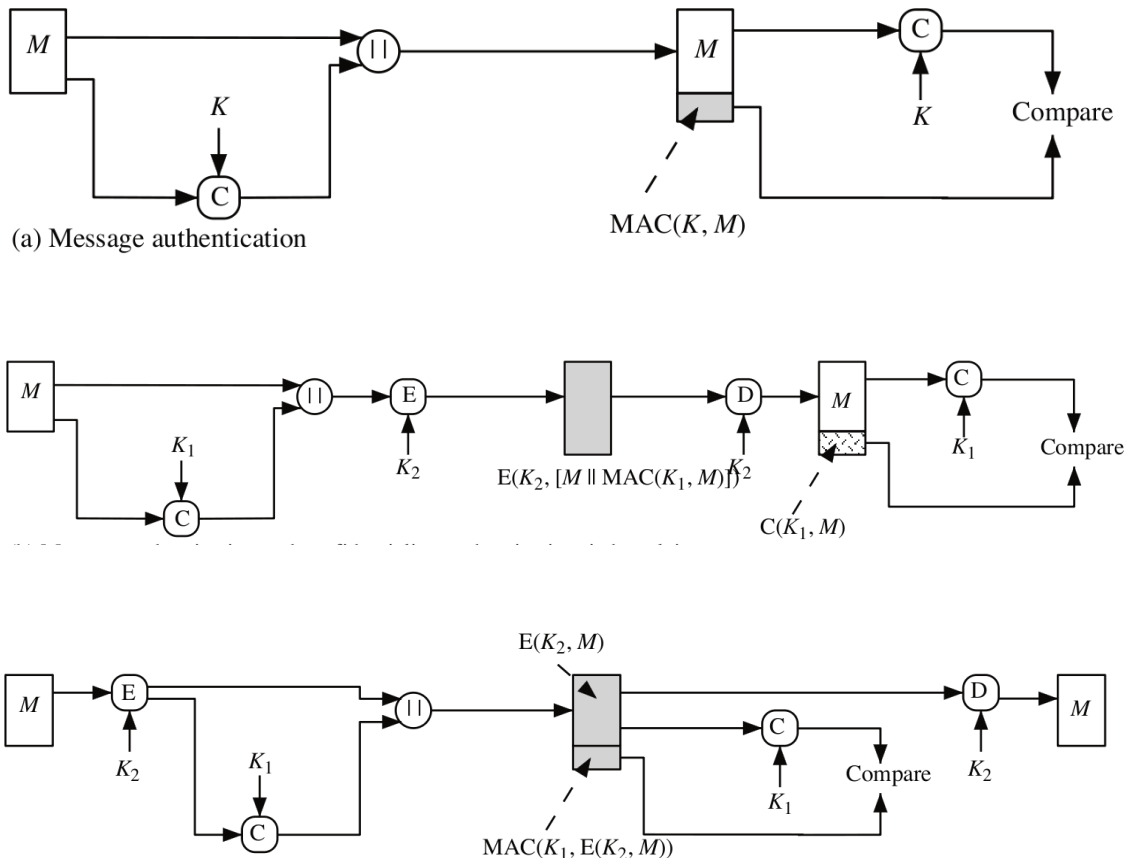 M
||
M
C
K
K
Compare
C
MAC(K, M)
(a) Message authentication
M
||
E
D
M
C
K1
K2
K2
K1
Compare
E(K2, [M || MAC(K1, M)])
C
C(K1, M)
E(K2, M)
M
E
||
D
M
C
K2
K1
K1
Compare
K2
C
MAC(K1, E(K2, M))